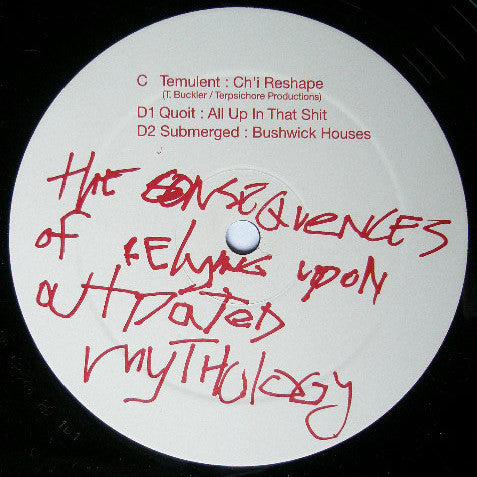 C Temulent : Ch'i Reshape
(T. Buckler / Terpsichore Productions)
D1 Quoit : All Up In That Shit
D2 Submerged : Bushwick Houses
tHE CONSEQUENCES
of RElying upon
outdated
mythology